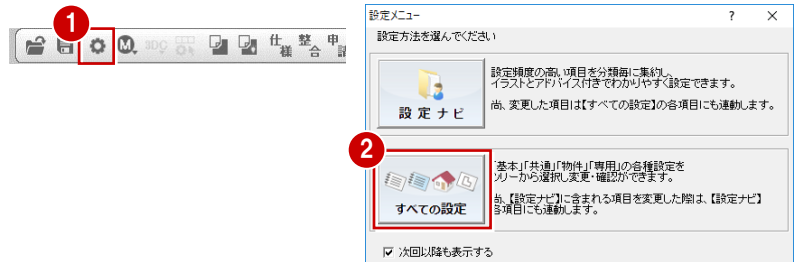 1
3DC
仕様
整合
申請
設定メニュー
? ×
設定方法を選んでください
設定ナビ
設定頻度の高い項目を分類毎に集約し、
イラストとアドバイス付きでわかりやすく設定できます。
尚、変更した項目は【すべての設定】の各項目にも連動します。
2
すべての設定
「基本」「共通」「物件」「専用」の各種設定を
ツリーから選択し変更・確認ができます。
尚、【設定ナビ】に含まれる項目を変更した際は、【設定ナビ】
各項目にも連動します。
次回以降も表示する